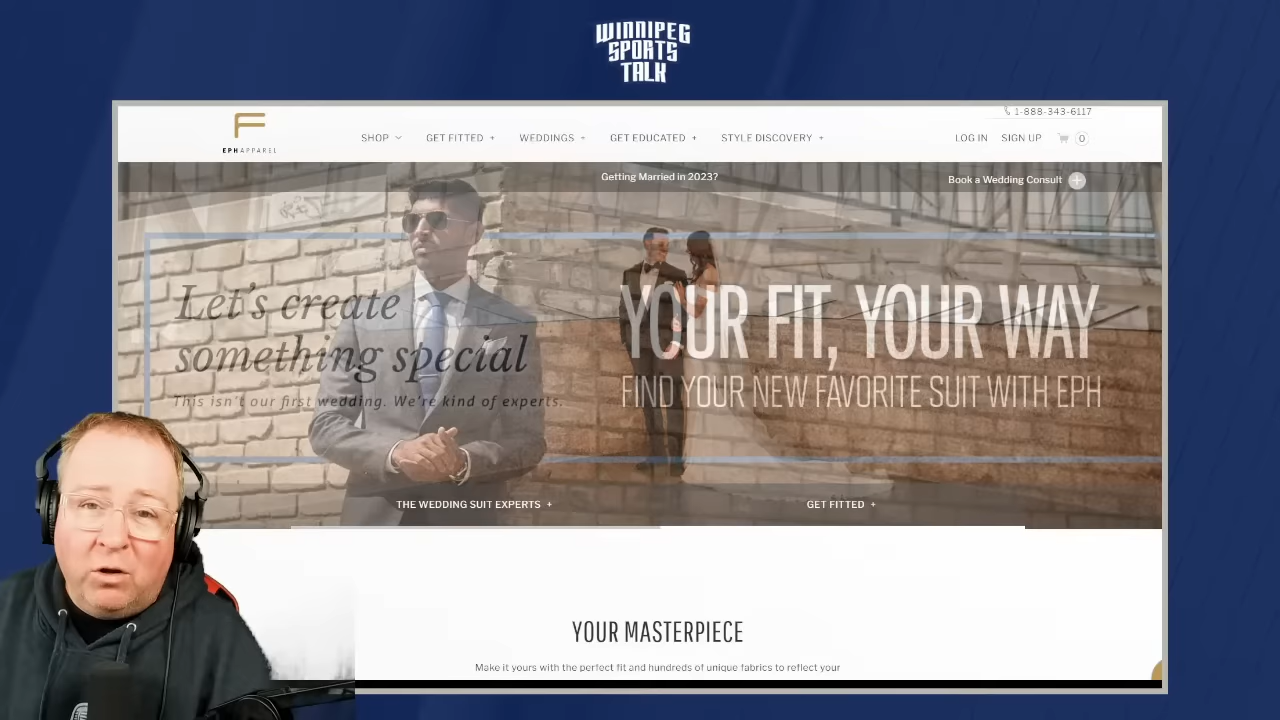 WINNIPEG
SPORTS
TALK
1-888-343-6117
EPHAPPAREL
SHOP
GET FITTED +
WEDDINGS +
GET EDUCATED +
STYLE DISCOVERY +
LOG IN
SIGN UP
0
Getting Married in 2023?
Book a Wedding Consult +
Let's create
something special
This isn't our first wedding. We're kind of experts.
YOUR FIT, YOUR WAY
FIND YOUR NEW FAVORITE SUIT WITH EPH
THE WEDDING SUIT EXPERTS +
GET FITTED +
YOUR MASTERPIECE
Make it yours with the perfect fit and hundreds of unique fabrics to reflect your